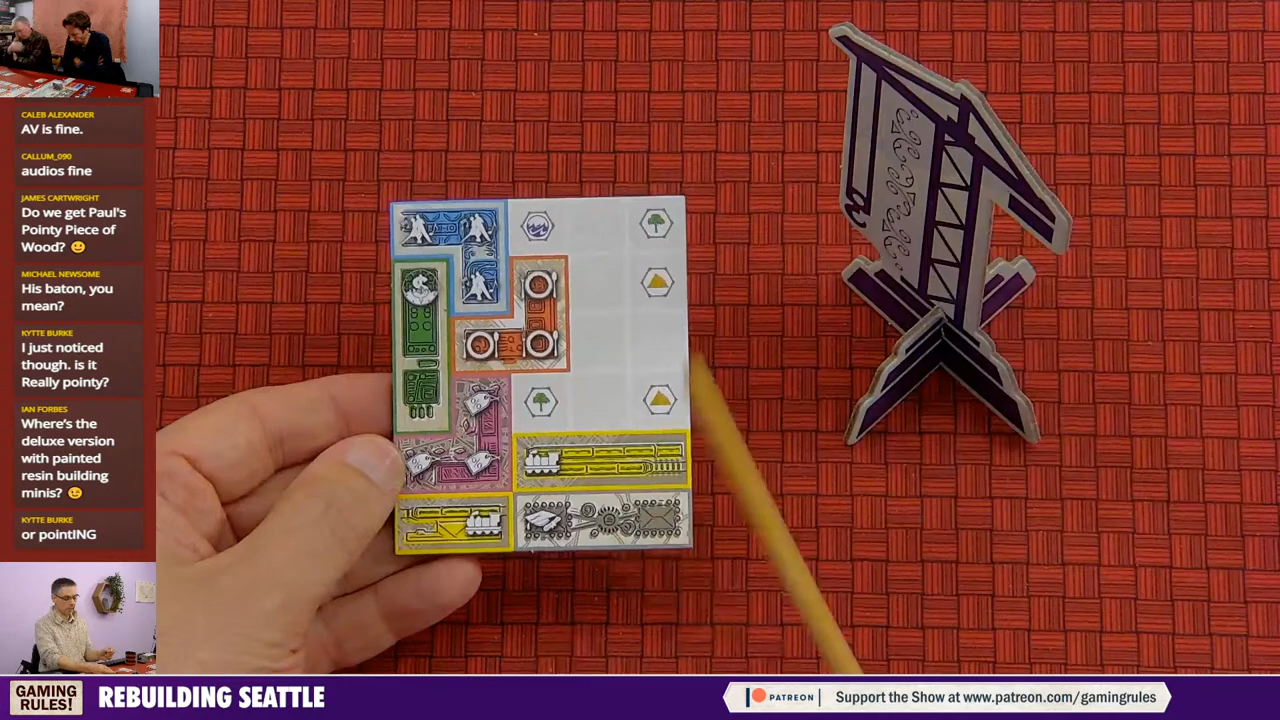 CALEB ALEXANDER
AV is fine.
CALLUM_090
audios fine
JAMES CARTWRIGHT
Do we get Paul's
Pointy Piece of
Wood? 🙂
MICHAEL NEWSOME
His baton, you
mean?
KYTTE BURKE
I just noticed
though. is it
Really pointy?
IAN FORBES
Where's the
deluxe version
with painted
resin building
minis? 😉
KYTTE BURKE
or pointING
GAMING
RULES!
REBUILDING SEATTLE
PATREON
Support the Show at www.patreon.com/gamingrules